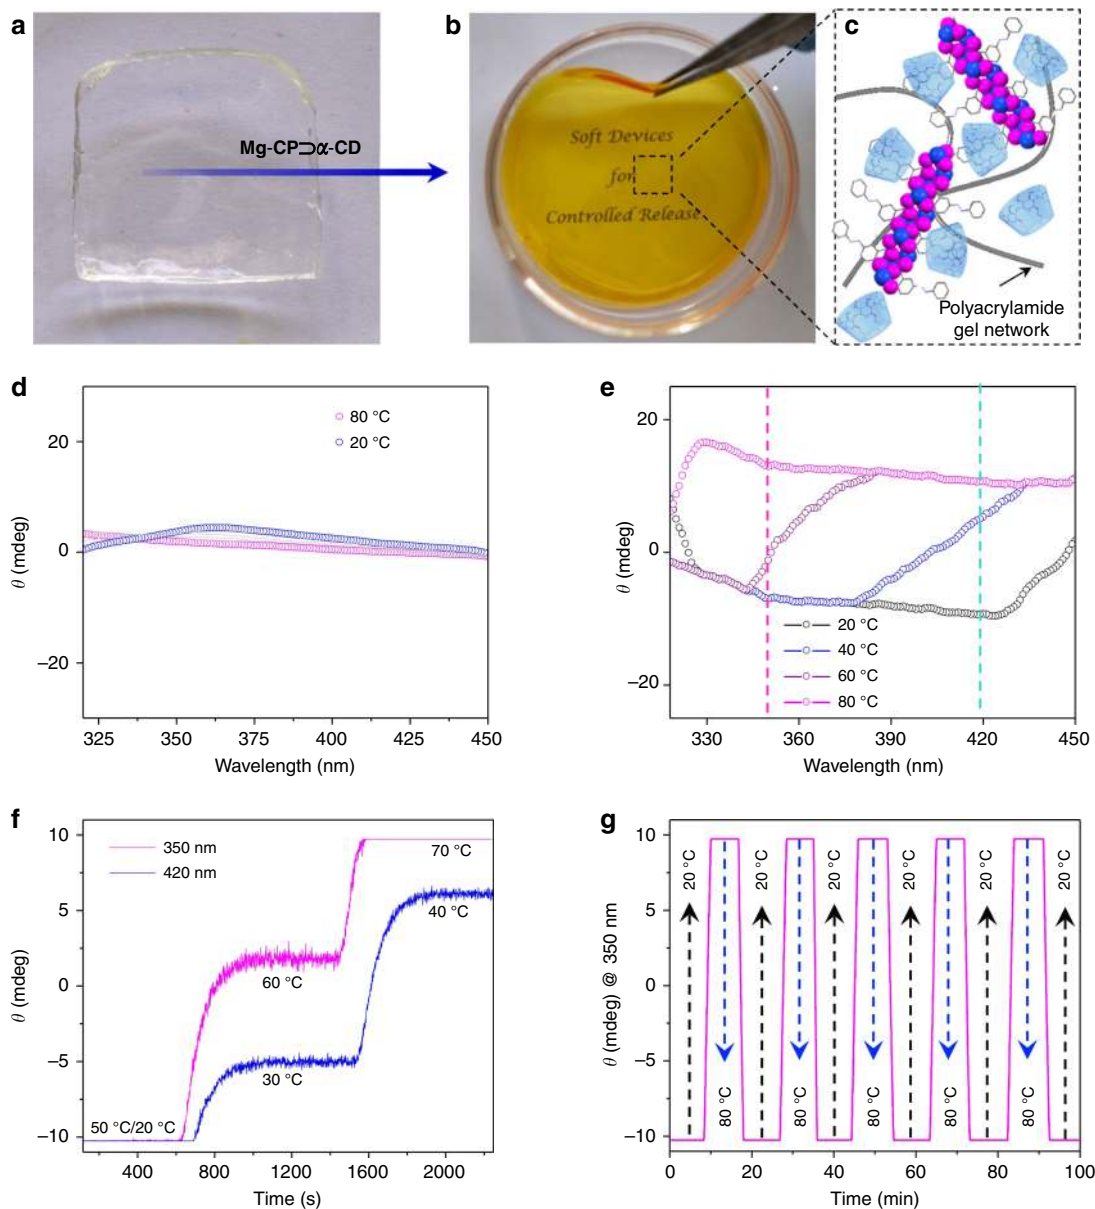 a
Mg-CP⊃α-CD
b
Soft Devices
for
Controlled Release
c
Polyacrylamide
gel network
d
80 °C
20 °C
20
0
−20
θ (mdeg)
325 350 375 400 425 450
Wavelength (nm)
e
20
0
−20
θ (mdeg)
20 °C
40 °C
60 °C
80 °C
330 360 390 420 450
Wavelength (nm)
f
350 nm
420 nm
10
5
0
−5
−10
θ (mdeg)
70 °C
40 °C
60 °C
30 °C
50 °C/20 °C
400 800 1200 1600 2000
Time (s)
g
10
5
0
−5
−10
θ (mdeg) @ 350 nm
20 °C 20 °C 20 °C 20 °C 20 °C 20 °C
80 °C 80 °C 80 °C 80 °C 80 °C
0 20 40 60 80 100
Time (min)